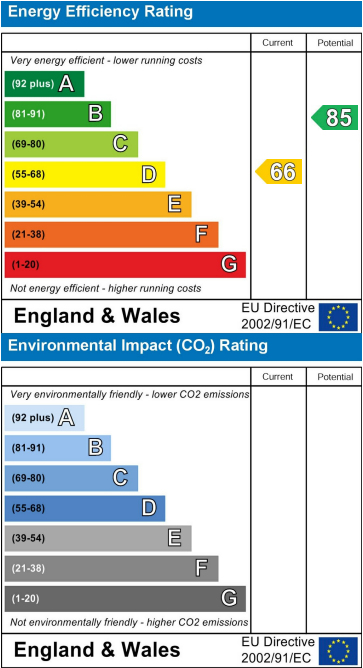 Energy Efficiency Rating
Current Potential
Very energy efficient - lower running costs
(92 plus) A
(81-91) B
85
(69-80) C
(55-68) D
66
(39-54) E
(21-38) F
(1-20) G
Not energy efficient - higher running costs
England & Wales
EU Directive
2002/91/EC
Environmental Impact (CO₂) Rating
Current Potential
Very environmentally friendly - lower CO2 emissions
(92 plus) A
(81-91) B
(69-80) C
(55-68) D
(39-54) E
(21-38) F
(1-20) G
Not environmentally friendly - higher CO2 emissions
England & Wales
EU Directive
2002/91/EC